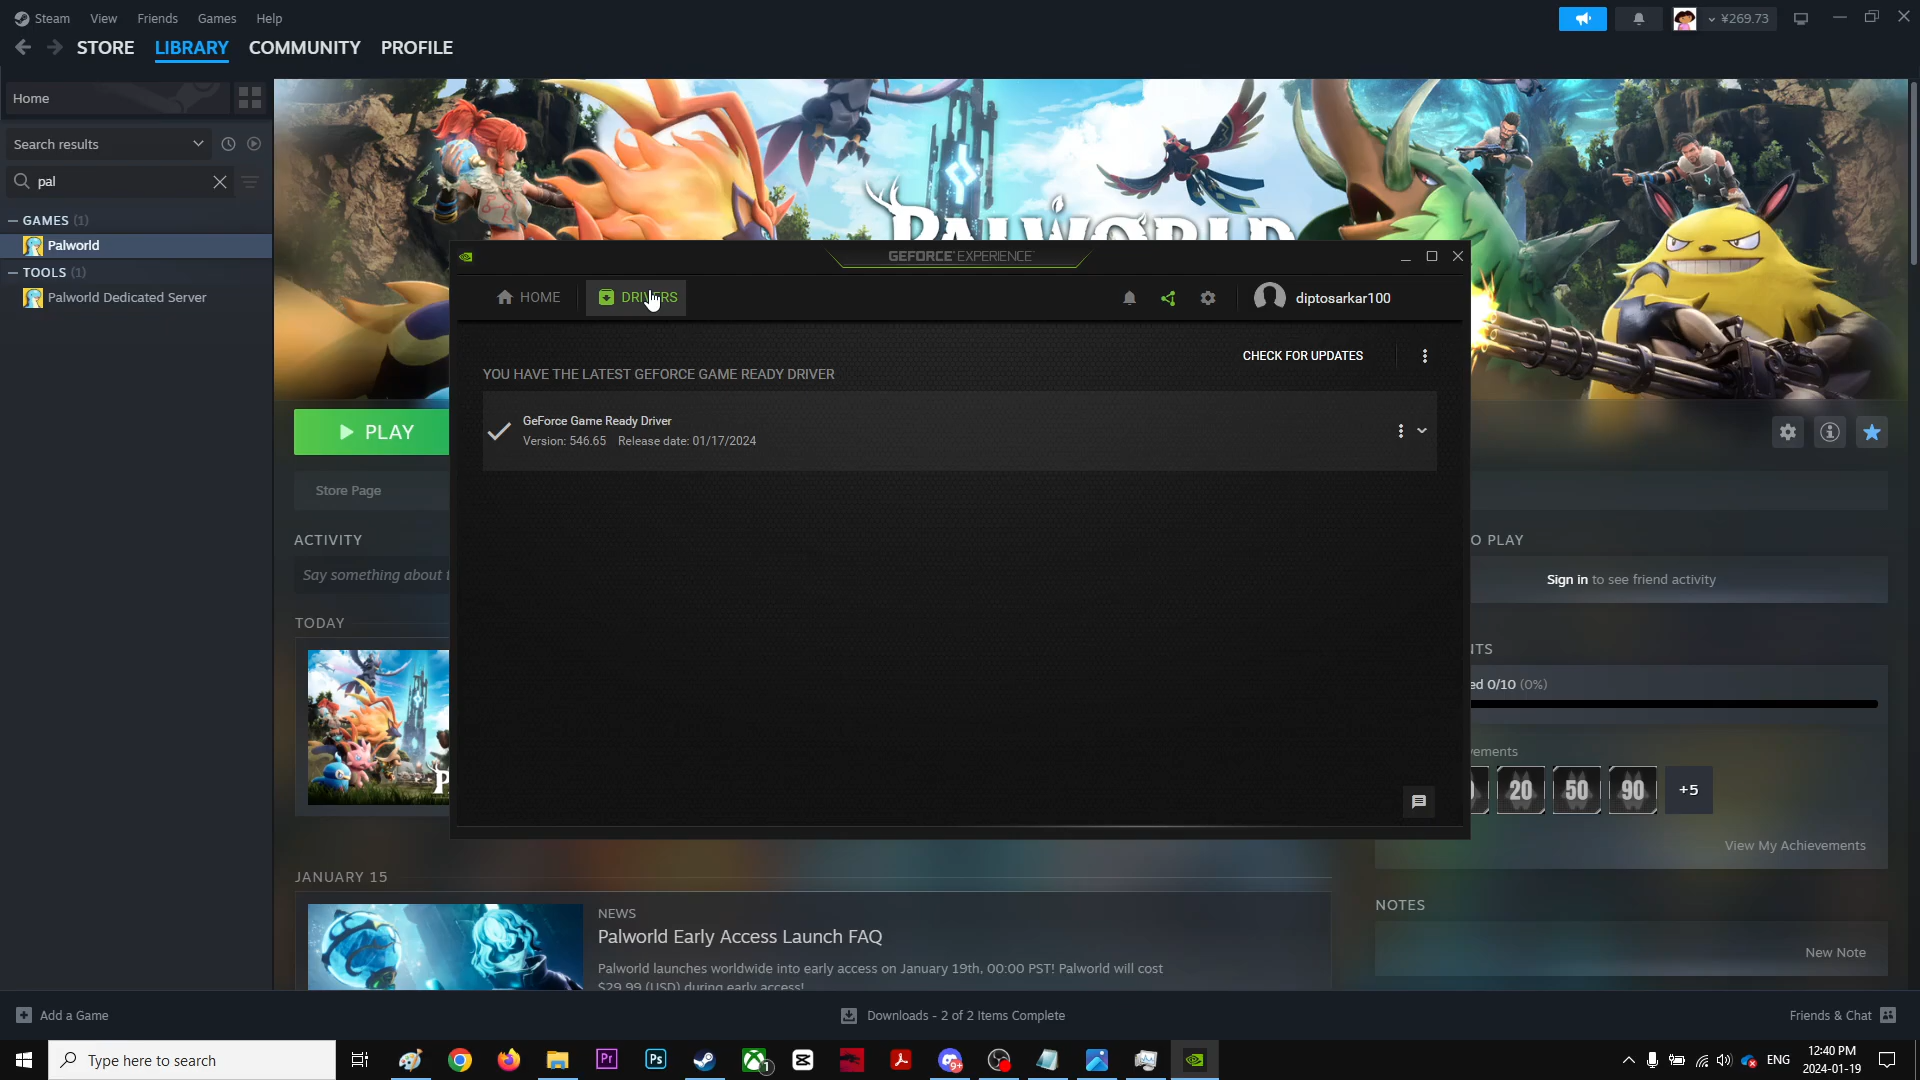 Steam View Friends Games Help
¥269.73
STORE LIBRARY COMMUNITY PROFILE
Home
Search results
pal
GAMES (1)
Palworld
TOOLS (1)
Palworld Dedicated Server
PALWORLD
GEFORCE EXPERIENCE
HOME DRIVERS
diptosarkar100
CHECK FOR UPDATES
YOU HAVE THE LATEST GEFORCE GAME READY DRIVER
GeForce Game Ready Driver
Version: 546.65 Release date: 01/17/2024
PLAY
Store Page
ACTIVITY
O PLAY
Say something about t
Sign in to see friend activity
TODAY
NTS
ed 0/10 (0%)
vements
20 50 90 +5
View My Achievements
JANUARY 15
NEWS
Palworld Early Access Launch FAQ
Palworld launches worldwide into early access on January 19th, 00:00 PST! Palworld will cost
$29.99 (USD) during early access!
NOTES
New Note
Add a Game
Downloads - 2 of 2 Items Complete
Friends & Chat
Type here to search
Pr
Ps
1
9+
ENG
12:40 PM
2024-01-19